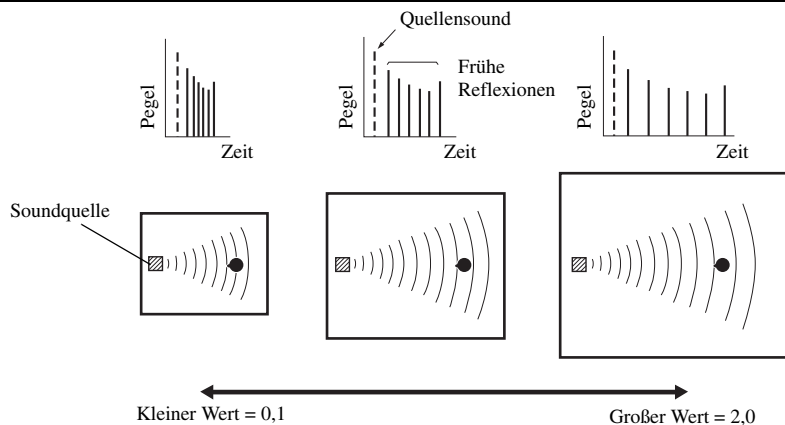 Quellensound
Frühe
Reflexionen
Pegel
Zeit
Pegel
Zeit
Pegel
Zeit
Soundquelle
Kleiner Wert = 0,1
Großer Wert = 2,0